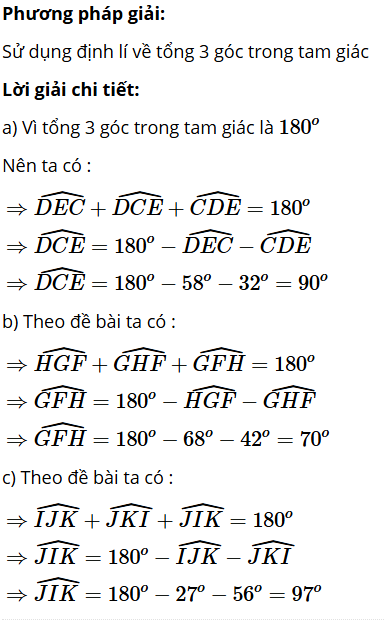 Phương pháp giải:
Sử dụng định lí về tổng 3 góc trong tam giác
Lời giải chi tiết:
a) Vì tổng 3 góc trong tam giác là $180^o$
Nên ta có :
$\Rightarrow \widehat{DEC} + \widehat{DCE} + \widehat{CDE} = 180^o$
$\Rightarrow \widehat{DCE} = 180^o - \widehat{DEC} - \widehat{CDE}$
$\Rightarrow \widehat{DCE} = 180^o - 58^o - 32^o = 90^o$
b) Theo đề bài ta có :
$\Rightarrow \widehat{HGF} + \widehat{GHF} + \widehat{GFH} = 180^o$
$\Rightarrow \widehat{GFH} = 180^o - \widehat{HGF} - \widehat{GHF}$
$\Rightarrow \widehat{GFH} = 180^o - 68^o - 42^o = 70^o$
c) Theo đề bài ta có :
$\Rightarrow \widehat{IJK} + \widehat{JKI} + \widehat{JIK} = 180^o$
$\Rightarrow \widehat{JIK} = 180^o - \widehat{IJK} - \widehat{JKI}$
$\Rightarrow \widehat{JIK} = 180^o - 27^o - 56^o = 97^o$